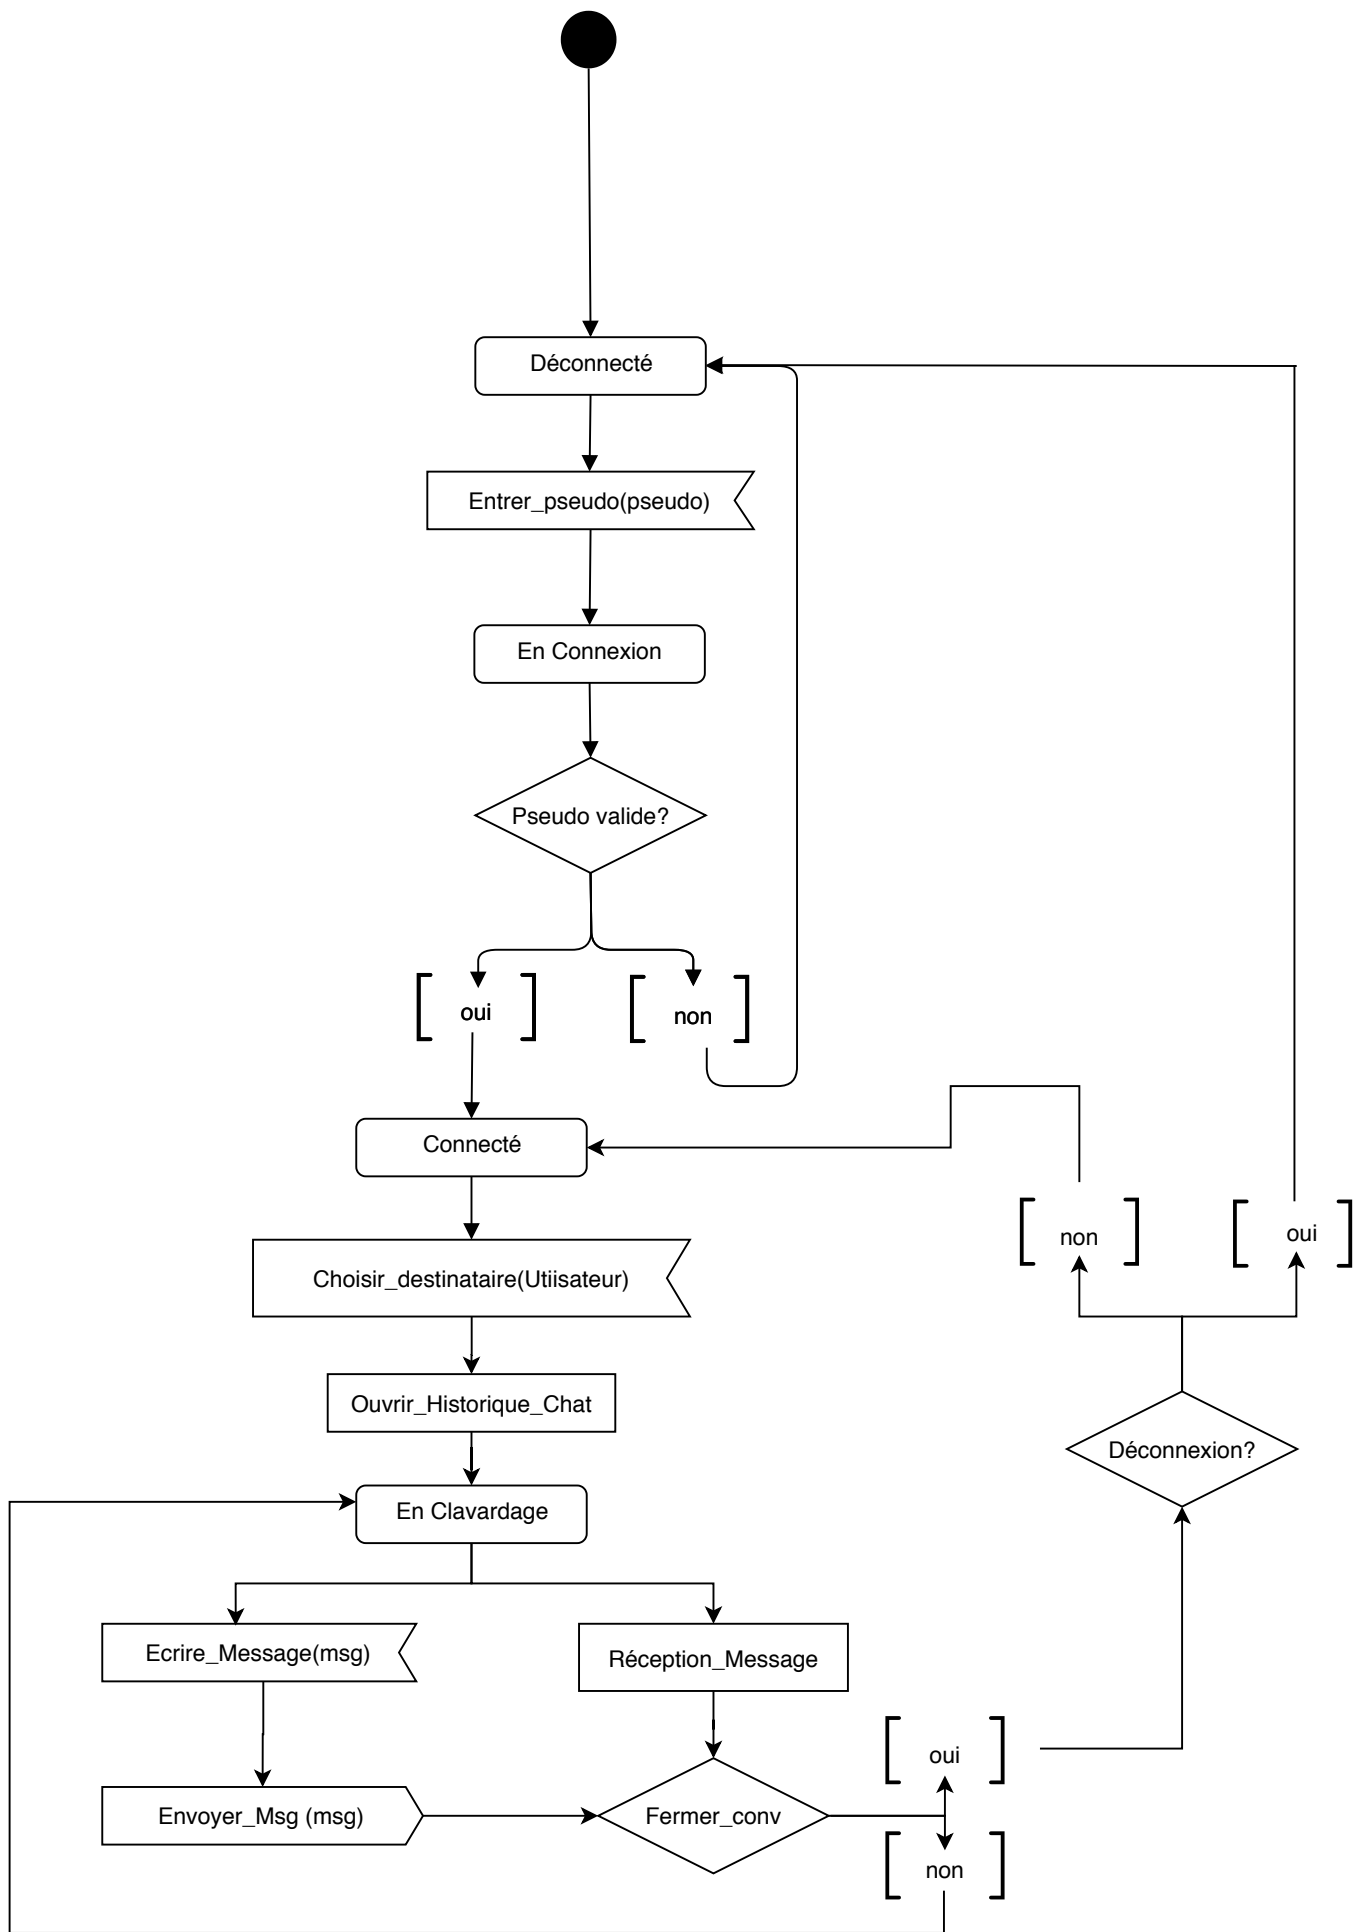 Déconnecté
Entrer_pseudo(pseudo)
En Connexion
Pseudo valide?
oui
non
Connecté
non
oui
Choisir_destinataire(Utiisateur)
Ouvrir_Historique_Chat
Déconnexion?
En Clavardage
Ecrire_Message(msg)
Réception_Message
oui
Envoyer_Msg (msg)
Fermer_conv
non